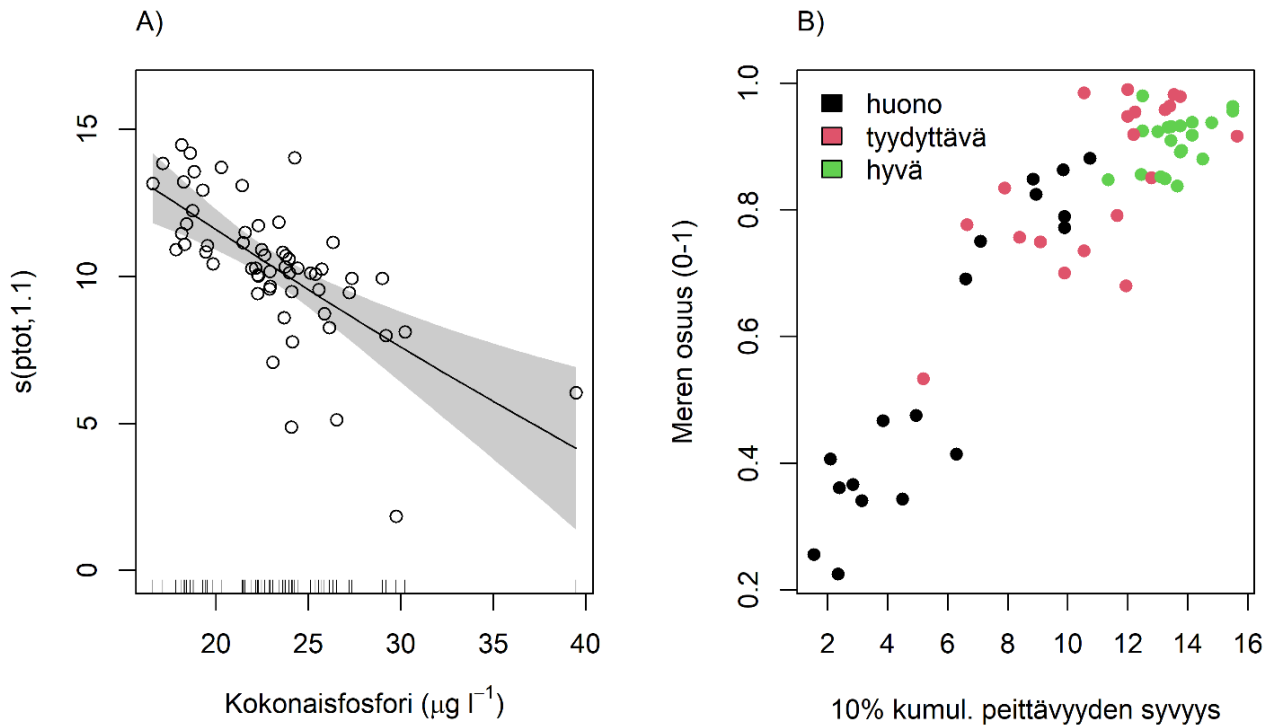 A)
s(ptot,1.1)
15
10
5
0
20 25 30 35 40
Kokonaisfosfori (µg l⁻¹)
B)
Meren osuus (0-1)
1.0
0.8
0.6
0.4
0.2
huono
tyydyttävä
hyvä
2 4 6 8 10 12 14 16
10% kumul. peittävyyden syvyys